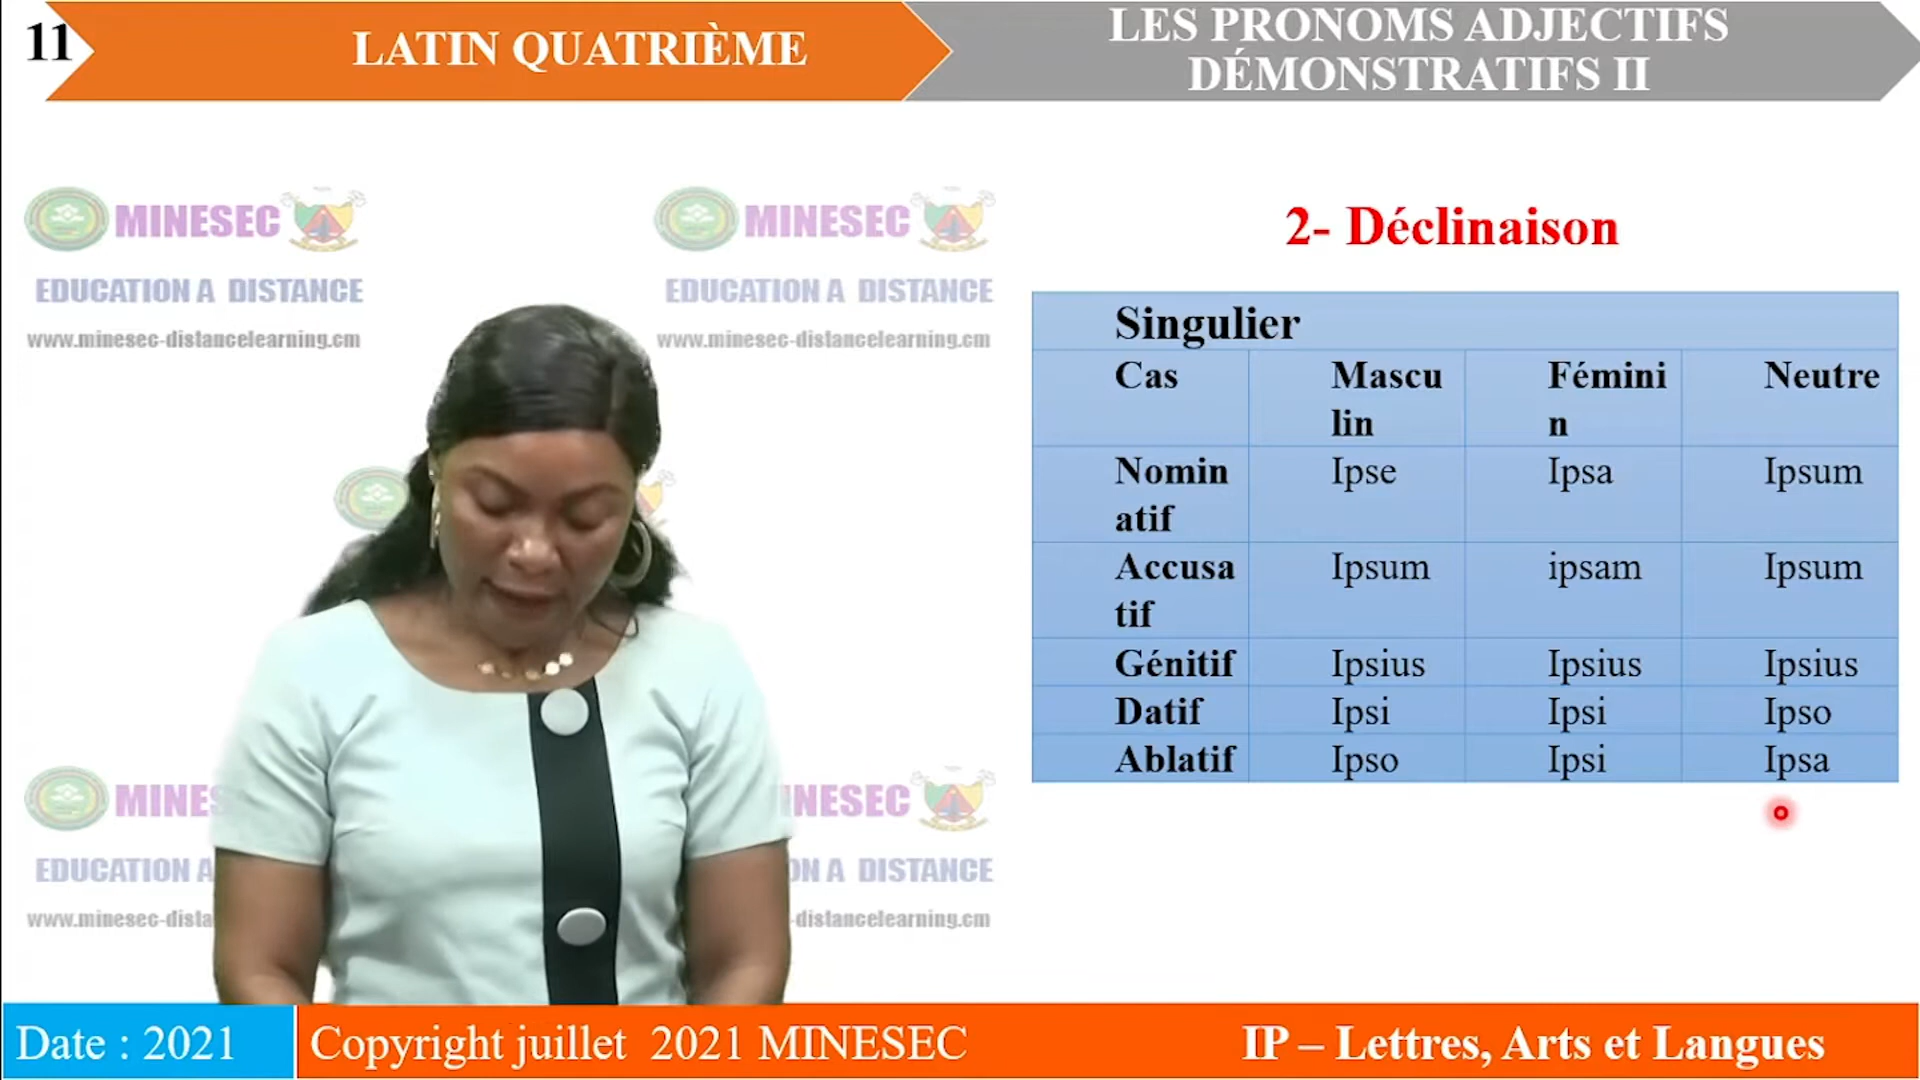 11
LATIN QUATRIÈME
LES PRONOMS ADJECTIFS
DÉMONSTRATIFS II
MINESEC
EDUCATION A DISTANCE
www.minesec-distancelearning.cm
MINESEC
EDUCATION A DISTANCE
www.minesec-distancelearning.cm
2- Déclinaison
Singulier
Cas Mascu Fémini Neutre
lin n
Nomin Ipse Ipsa Ipsum
atif
Accusa Ipsum ipsam Ipsum
tif
Génitif Ipsius Ipsius Ipsius
Datif Ipsi Ipsi Ipso
Ablatif Ipso Ipsi Ipsa
MINES
EDUCATION A
www.minesec-dista
INESEC
ON A DISTANCE
-distancelearning.cm
Date : 2021
Copyright juillet 2021 MINESEC
IP – Lettres, Arts et Langues